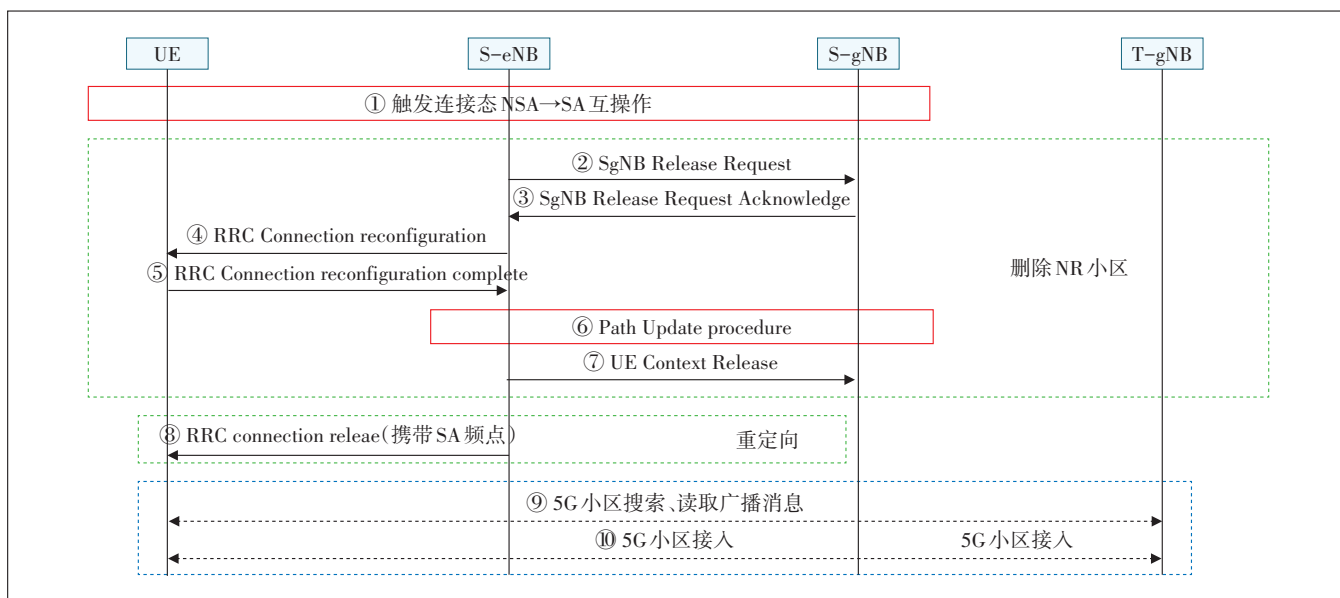 UE
S-eNB
S-gNB
T-gNB
① 触发连接态NSA→SA互操作
② SgNB Release Request
③ SgNB Release Request Acknowledge
④ RRC Connection reconfiguration
⑤ RRC Connection reconfiguration complete
删除NR小区
⑥ Path Update procedure
⑦ UE Context Release
⑧ RRC connection releae(携带SA频点)
重定向
⑨ 5G小区搜索、读取广播消息
⑩ 5G小区接入
5G小区接入